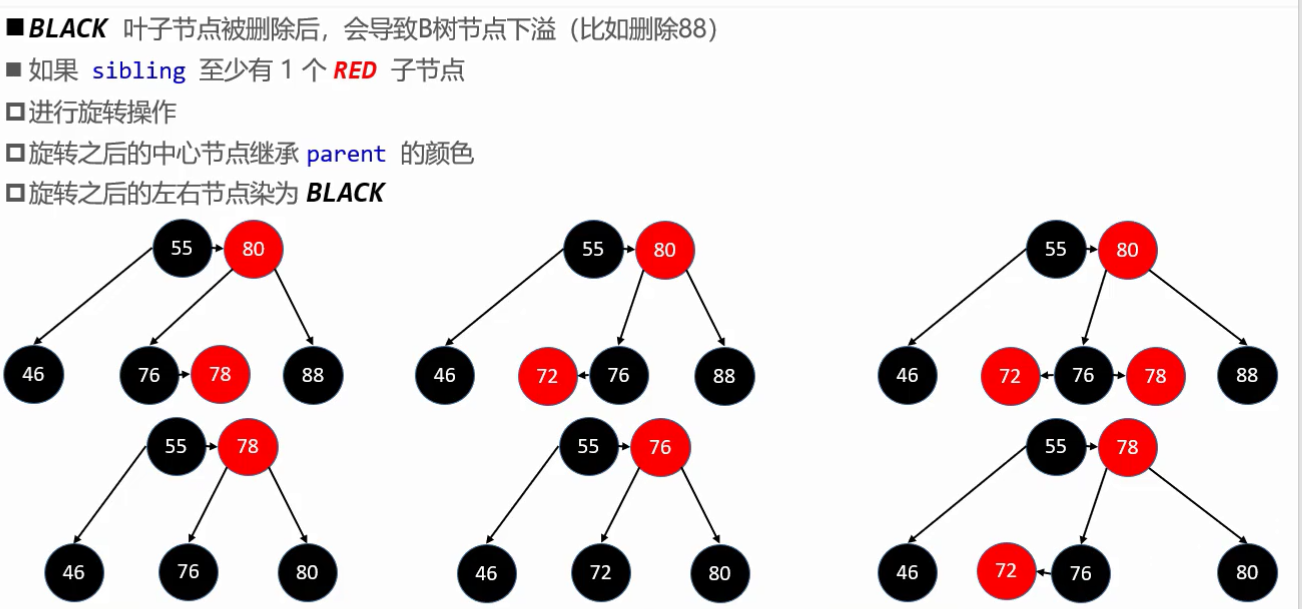 BLACK 叶子节点被删除后，会导致B树节点下溢（比如删除88）
如果 sibling 至少有 1 个 RED 子节点
进行旋转操作
旋转之后的中心节点继承 parent 的颜色
旋转之后的左右节点染为 BLACK
55 80 55 80 55 80
46 76 78 88 46 72 76 88 46 72 76 78 88
55 78 55 76 55 78
46 76 80 46 72 80 46 72 76 80